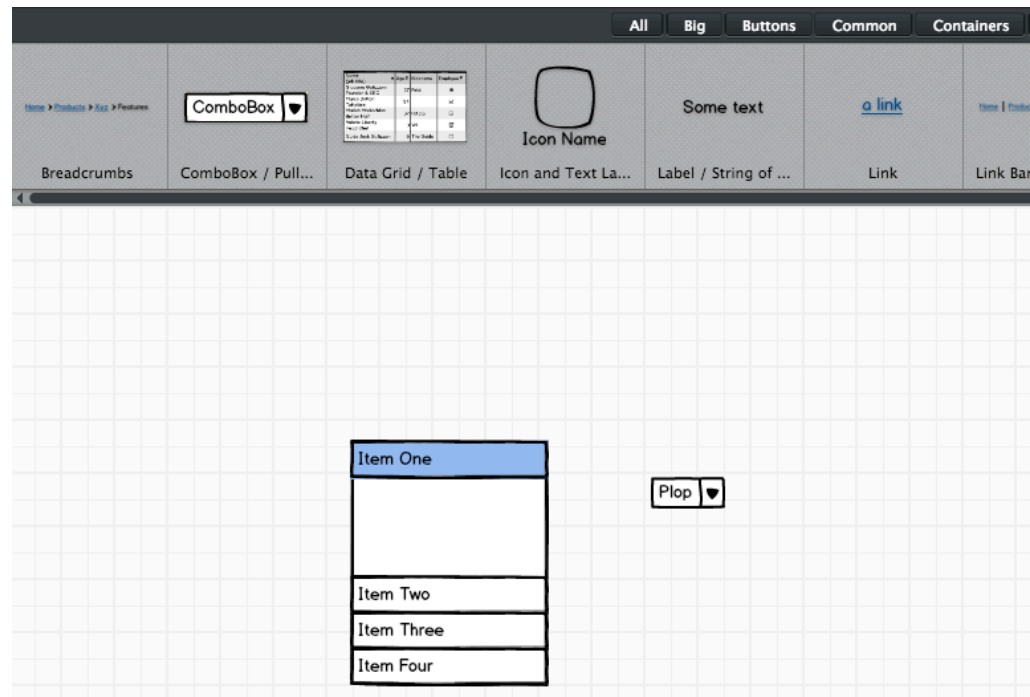 All Big Buttons Common Containers
Home > Products > Xyz > Features
ComboBox
Icon Name
Some text
a link
Home
Breadcrumbs
ComboBox / Pull...
Data Grid / Table
Icon and Text La...
Label / String of ...
Link
Link Bar
Item One
Plop
Item Two
Item Three
Item Four